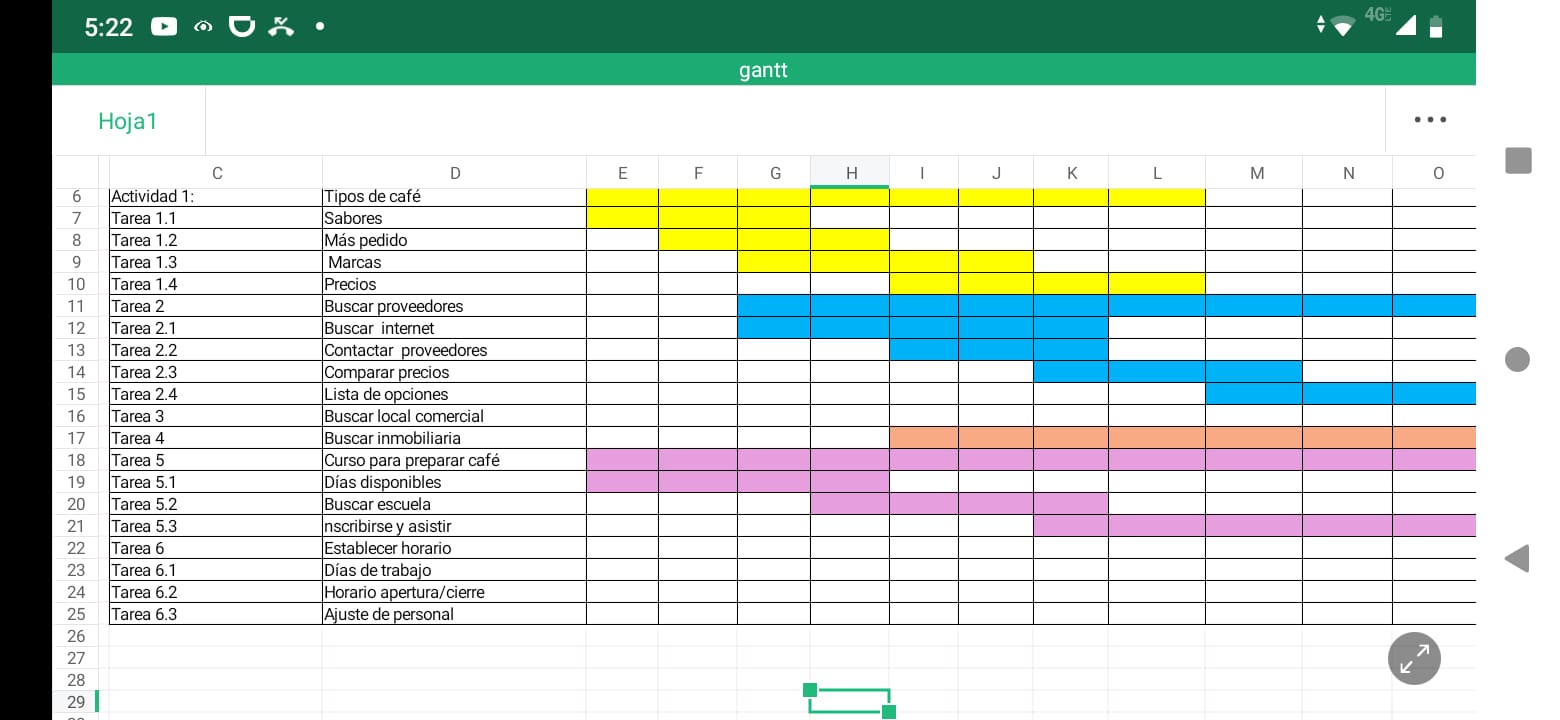 5:22
4G LTE
gantt
Hoja1
C D E F G H I J K L M N O
6 Actividad 1: Tipos de café
7 Tarea 1.1 Sabores
8 Tarea 1.2 Más pedido
9 Tarea 1.3 Marcas
10 Tarea 1.4 Precios
11 Tarea 2 Buscar proveedores
12 Tarea 2.1 Buscar internet
13 Tarea 2.2 Contactar proveedores
14 Tarea 2.3 Comparar precios
15 Tarea 2.4 Lista de opciones
16 Tarea 3 Buscar local comercial
17 Tarea 4 Buscar inmobiliaria
18 Tarea 5 Curso para preparar café
19 Tarea 5.1 Días disponibles
20 Tarea 5.2 Buscar escuela
21 Tarea 5.3 nscribirse y asistir
22 Tarea 6 Establecer horario
23 Tarea 6.1 Días de trabajo
24 Tarea 6.2 Horario apertura/cierre
25 Tarea 6.3 Ajuste de personal
26
27
28
29